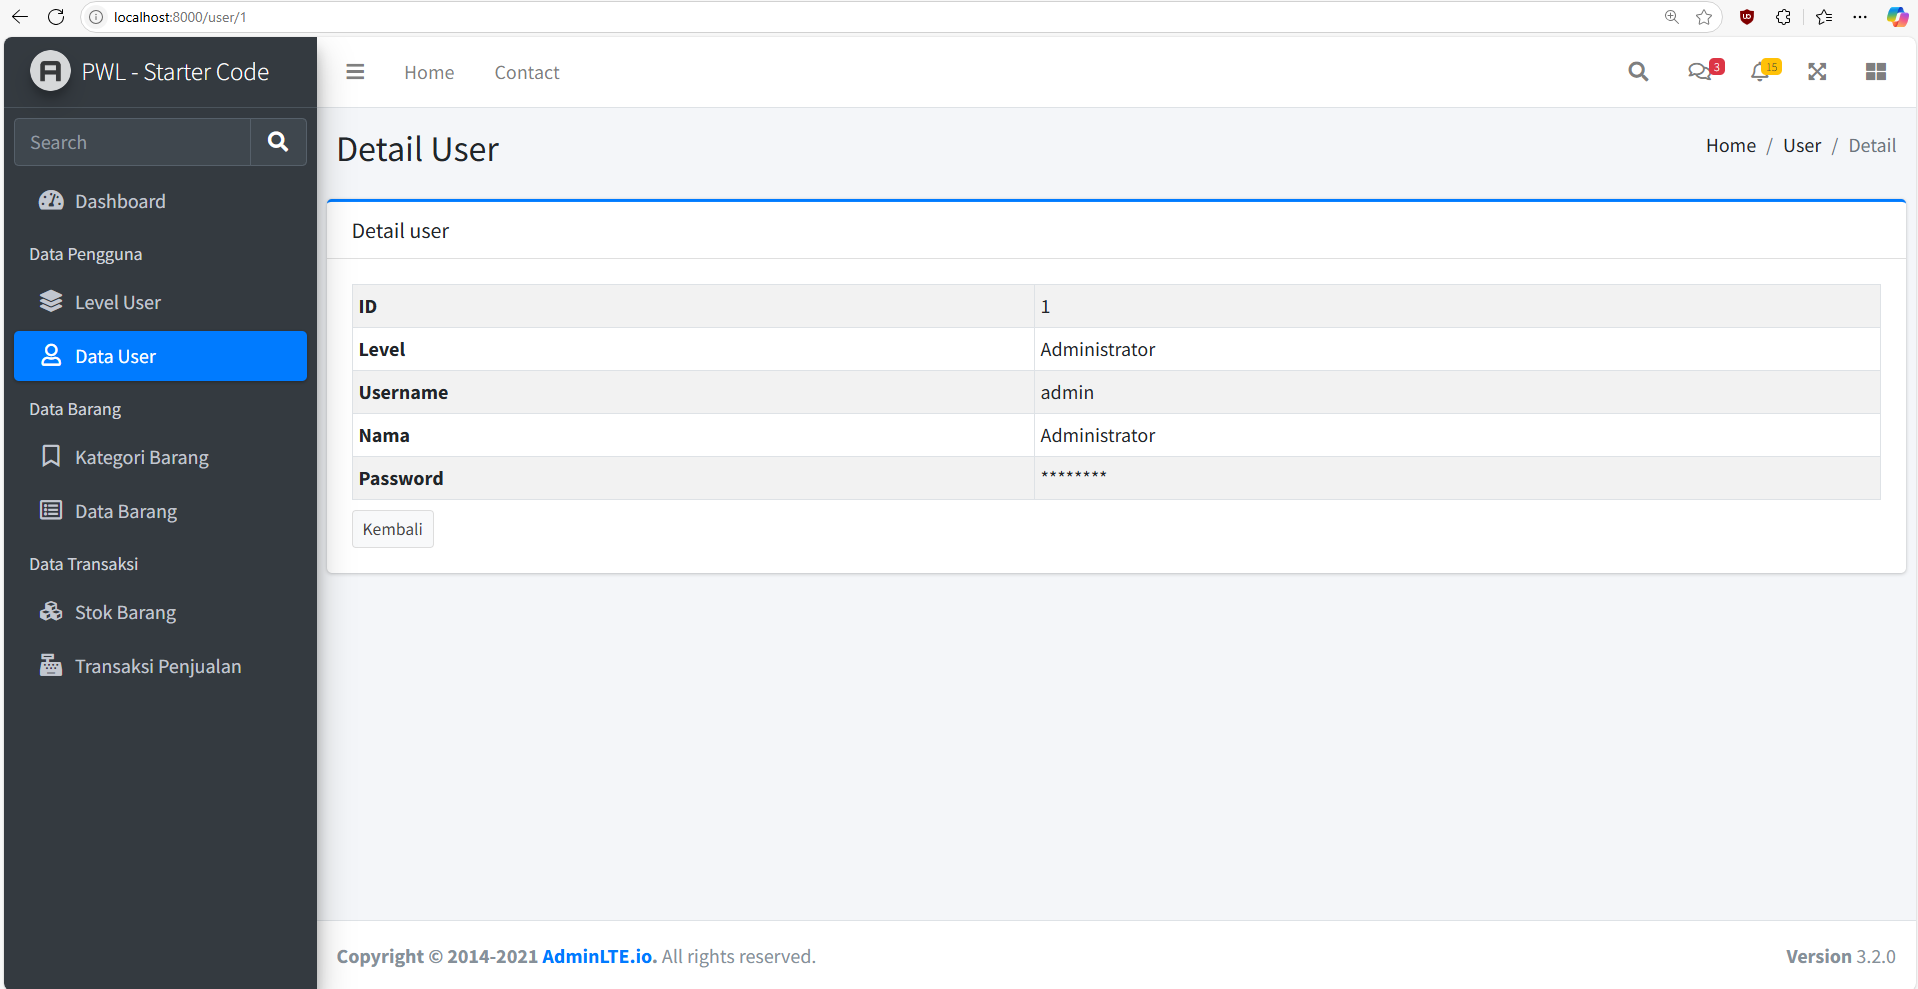 localhost:8000/user/1
PWL - Starter Code
Home
Contact
3
15
Search
Dashboard
Data Pengguna
Level User
Data User
Data Barang
Kategori Barang
Data Barang
Data Transaksi
Stok Barang
Transaksi Penjualan
Detail User
Home / User / Detail
Detail user
ID 1
Level Administrator
Username admin
Nama Administrator
Password ********
Kembali
Copyright © 2014-2021 AdminLTE.io. All rights reserved.
Version 3.2.0